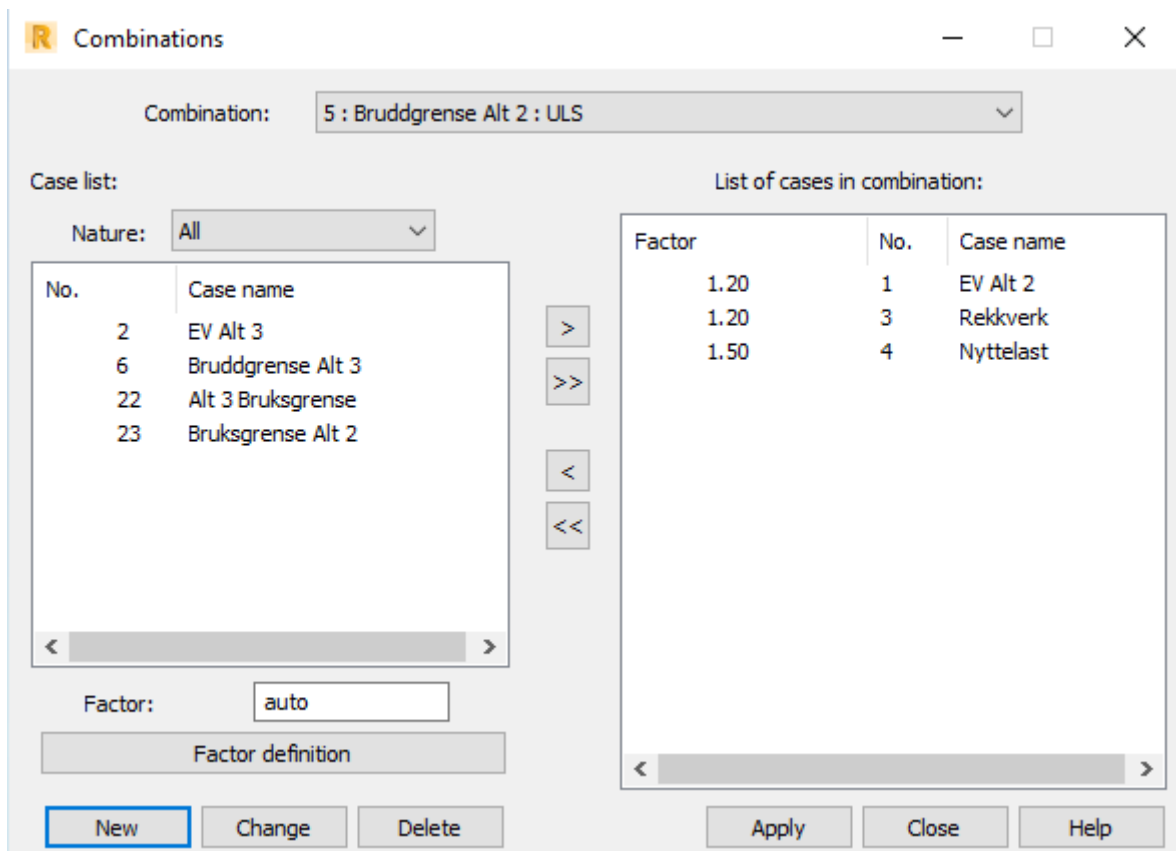 R Combinations
Combination: 5 : Bruddgrense Alt 2 : ULS
Case list:
Nature: All
No. Case name
2 EV Alt 3
6 Bruddgrense Alt 3
22 Alt 3 Bruksgrense
23 Bruksgrense Alt 2
Factor: auto
Factor definition
New Change Delete
>
>>
<
<<
List of cases in combination:
Factor No. Case name
1.20 1 EV Alt 2
1.20 3 Rekkverk
1.50 4 Nyttelast
Apply Close Help